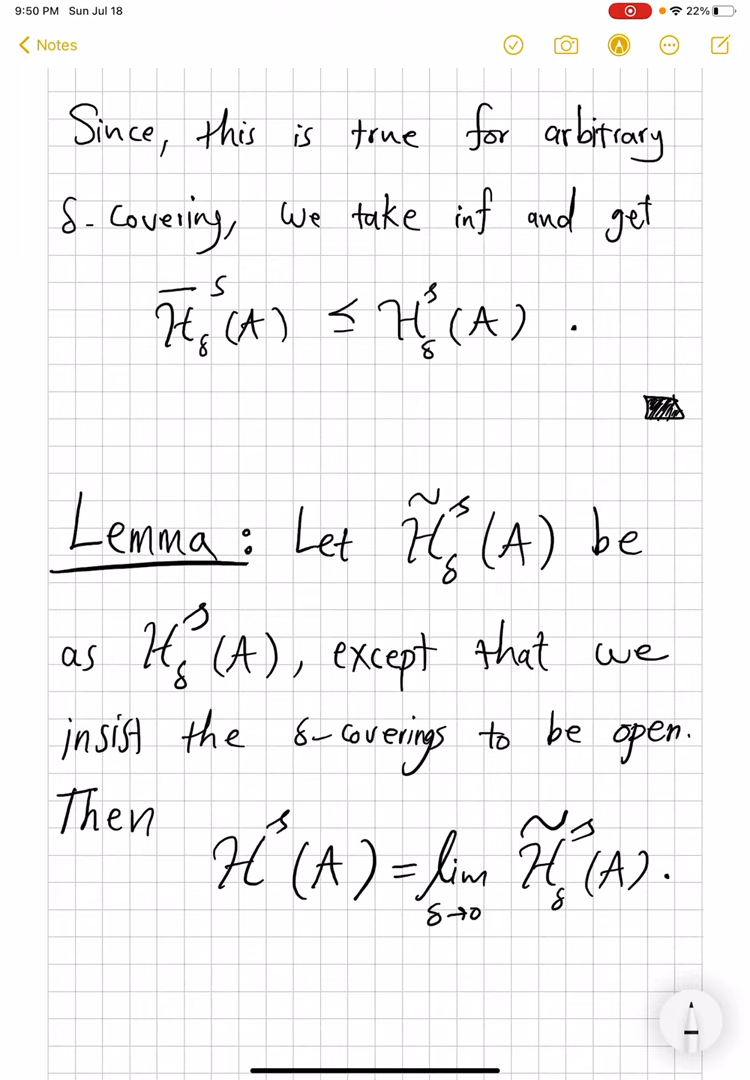 9:50 PM Sun Jul 18 22%
Notes
Since, this is true for arbitrary
δ-covering, we take inf and get
H̅^s_δ(A) ≤ H^s_δ(A) .
Lemma: Let H̃^s_δ(A) be
as H^s_δ(A), except that we
insist the δ-coverings to be open.
Then
H^s(A) = lim_{δ→0} H̃^s_δ(A).